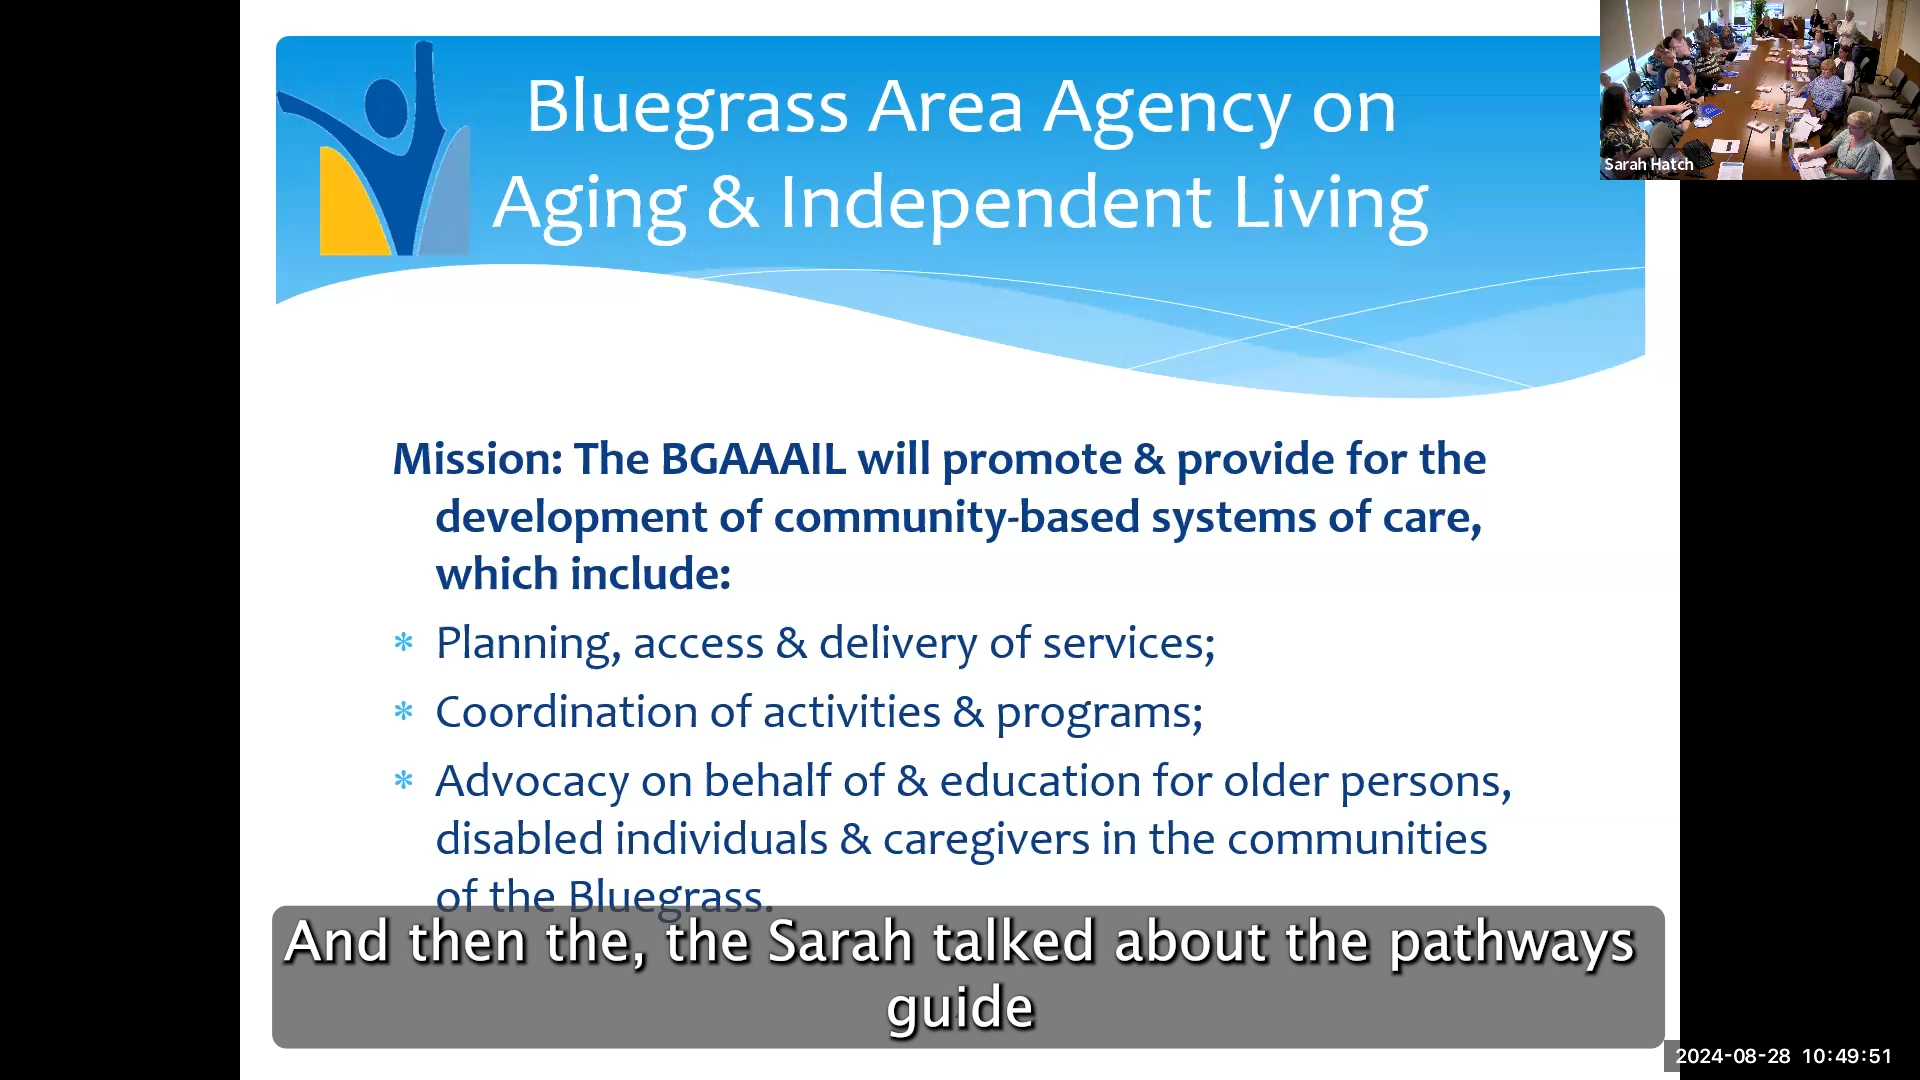 Bluegrass Area Agency on
Aging & Independent Living
Sarah Hatch
Mission: The BGAAAIL will promote & provide for the
development of community-based systems of care,
which include:
* Planning, access & delivery of services;
* Coordination of activities & programs;
* Advocacy on behalf of & education for older persons,
disabled individuals & caregivers in the communities
of the Bluegrass.
And then the, the Sarah talked about the pathways
guide
2024-08-28 10:49:51